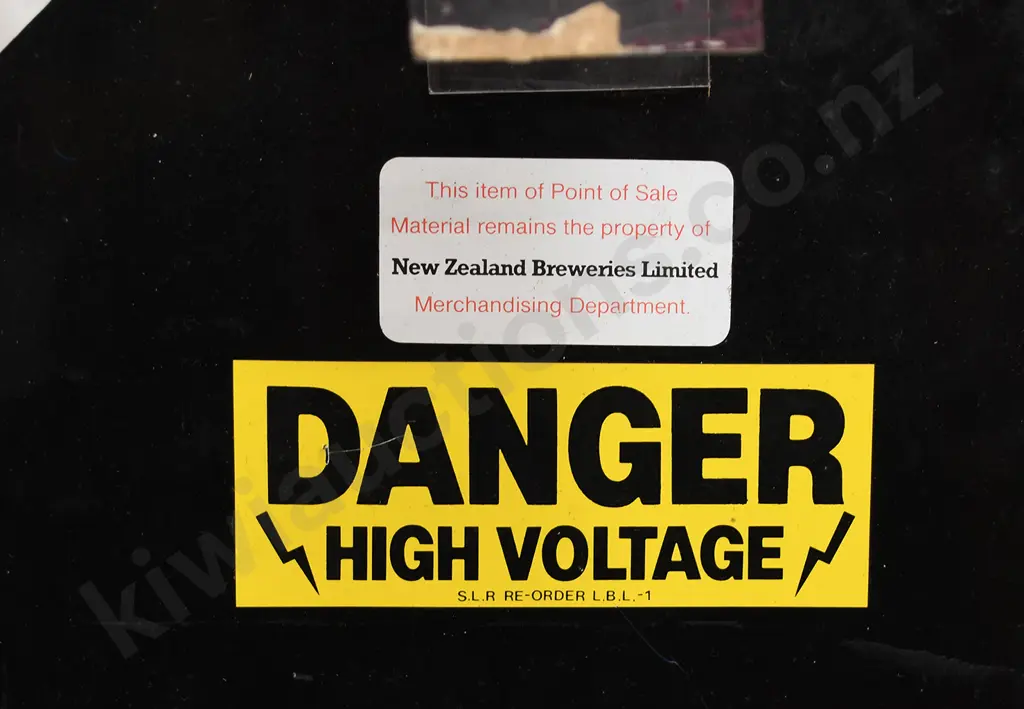 This item of Point of Sale
Material remains the property of
New Zealand Breweries Limited
Merchandising Department.
DANGER
HIGH VOLTAGE
S.L.R RE-ORDER L.B.L.-1
kiwiauctions.co.nz